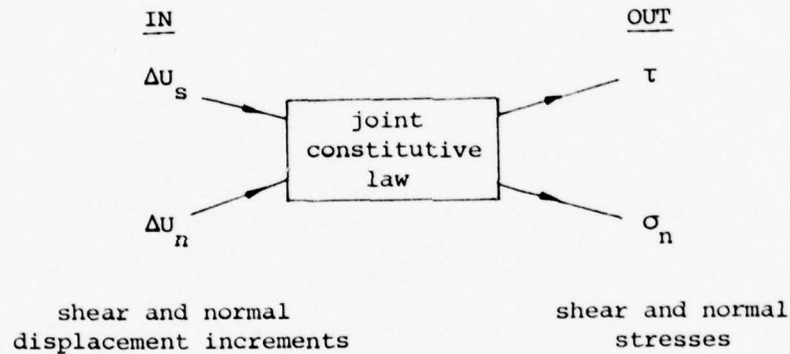 IN OUT
ΔU_s τ
joint
constitutive
law
ΔU_n σ_n
shear and normal shear and normal
displacement increments stresses